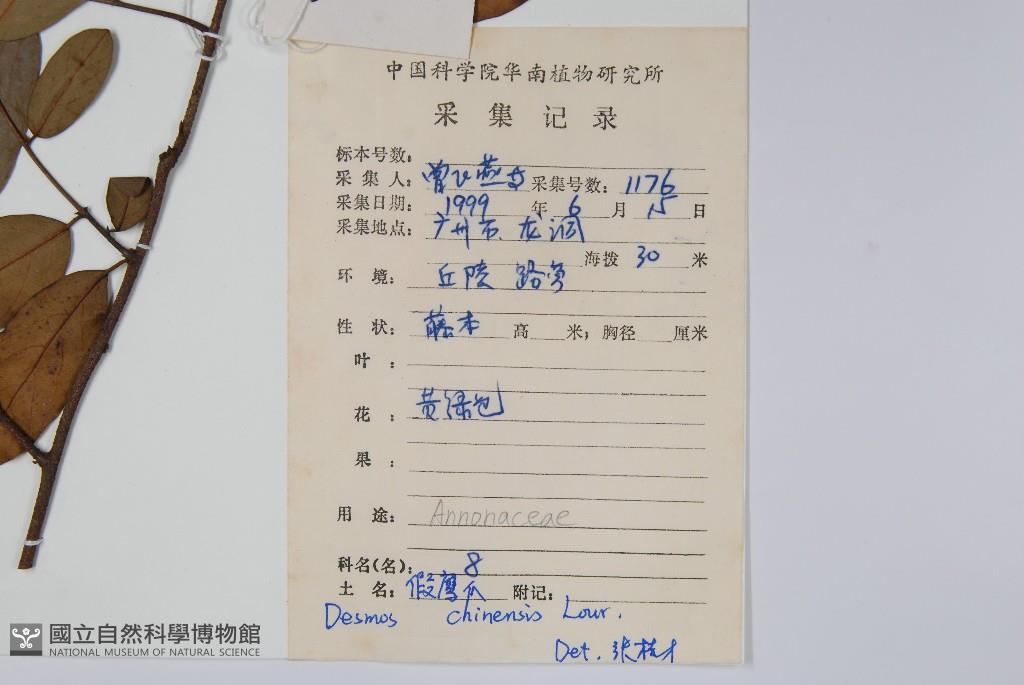 中国科学院华南植物研究所
采集记录
标本号数:
采集人: 曾飞燕 采集号数: 1176
采集日期: 1999 年 6 月 15 日
采集地点: 广州市、龙洞
海拨 30 米
环境: 丘陵 路旁
性状: 藤本 高 米; 胸径 厘米
叶:
花: 黄绿色
果:
用途: Annonaceae
科名(名): 8
土名: 假鹰爪 附记:
Desmos chinensis Lour.
Det. 张桂才
國立自然科學博物館
NATIONAL MUSEUM OF NATURAL SCIENCE